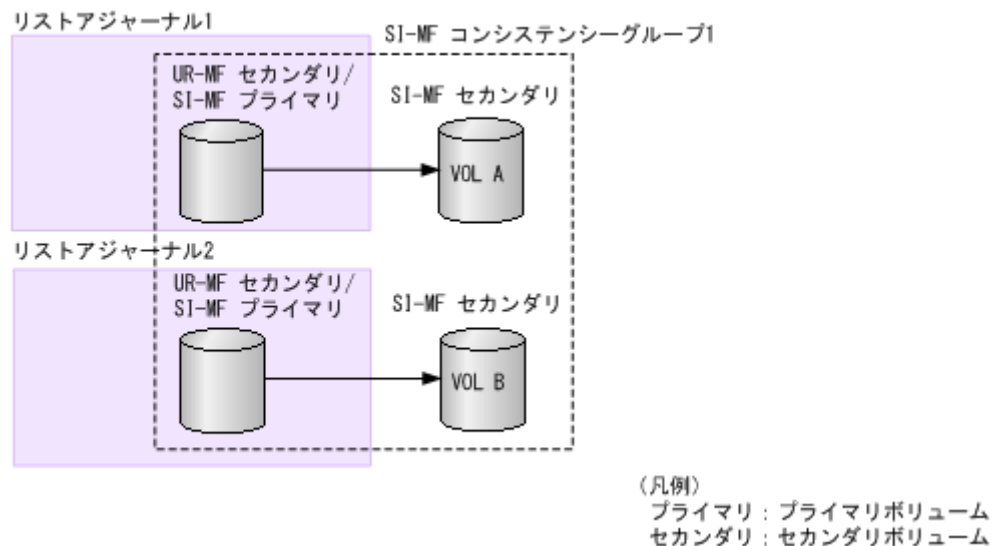 リストアジャーナル1
SI-MF コンシステンシーグループ1
UR-MF セカンダリ/
SI-MF プライマリ
SI-MF セカンダリ
VOL A
リストアジャーナル2
UR-MF セカンダリ/
SI-MF プライマリ
SI-MF セカンダリ
VOL B
(凡例)
プライマリ:プライマリボリューム
セカンダリ:セカンダリボリューム